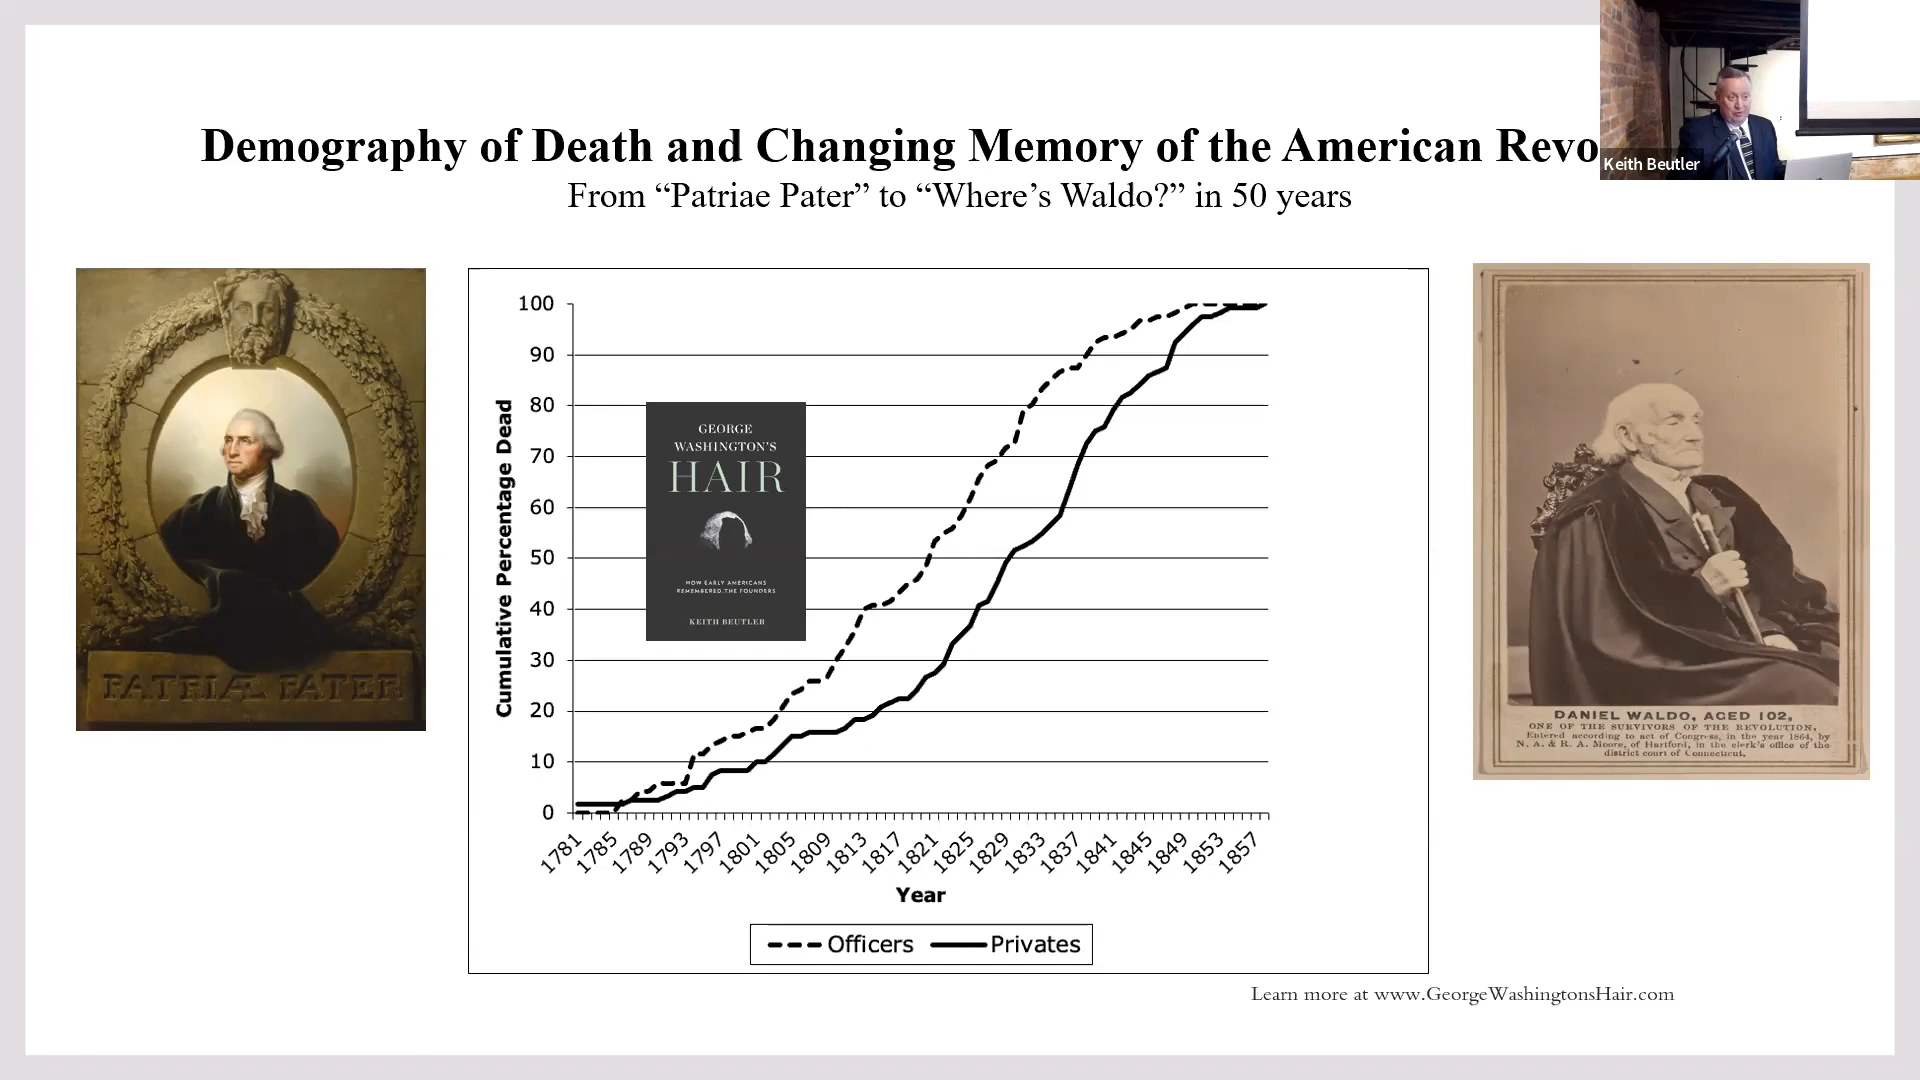 Demography of Death and Changing Memory of the American Revo
Keith Beutler
From “Patriae Pater” to “Where’s Waldo?” in 50 years
PATRIÆ PATER
100
90
80
70
60
50
40
30
20
10
0
Cumulative Percentage Dead
GEORGE
WASHINGTON'S
HAIR
HOW EARLY AMERICANS
REMEMBERED THE FOUNDERS
KEITH BEUTLER
1781
1785
1789
1793
1797
1801
1805
1809
1813
1817
1821
1825
1829
1833
1837
1841
1845
1849
1853
1857
Year
Officers
Privates
DANIEL WALDO, AGED 102,
ONE OF THE SURVIVORS OF THE REVOLUTION,
Entered according to act of Congress, in the year 1864, by
N. A. & R. A. Moore, of Hartford, in the clerk's office of the
district court of Connecticut.
Learn more at www.GeorgeWashingtonsHair.com